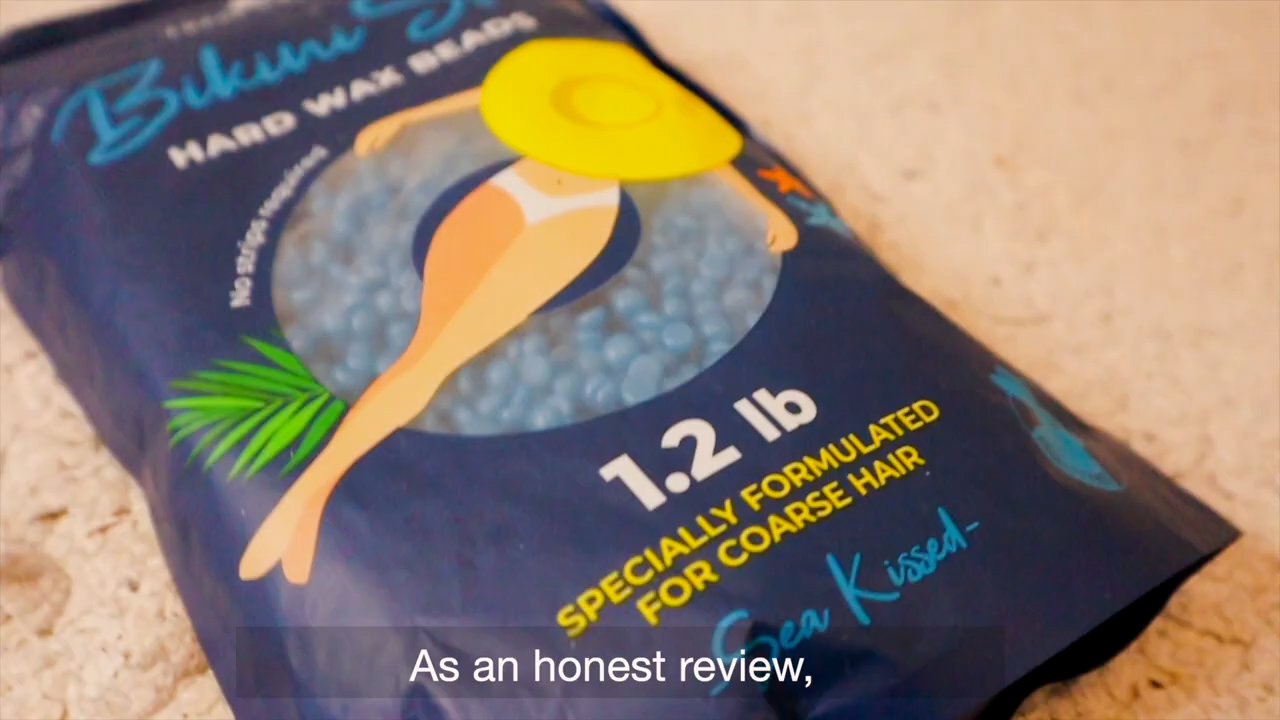 Bikini
HARD WAX BEADS
No strips required
1.2 lb
SPECIALLY FORMULATED
FOR COARSE HAIR
Sea Kissed-
As an honest review,